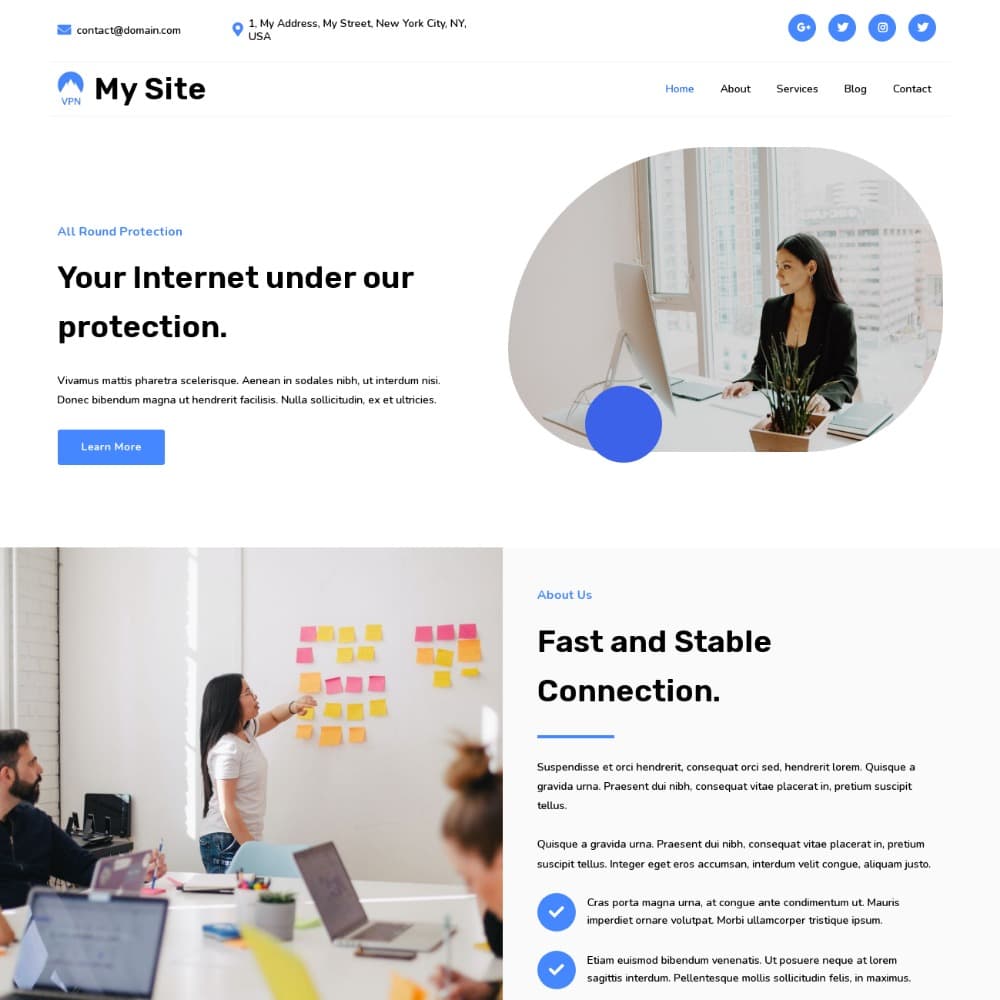 contact@domain.com
1, My Address, My Street, New York City, NY,
USA
G+
VPN
My Site
Home
About
Services
Blog
Contact
All Round Protection
Your Internet under our
protection.
Vivamus mattis pharetra scelerisque. Aenean in sodales nibh, ut interdum nisi.
Donec bibendum magna ut hendrerit facilisis. Nulla sollicitudin, ex et ultricies.
Learn More
About Us
Fast and Stable
Connection.
Suspendisse et orci hendrerit, consequat orci sed, hendrerit lorem. Quisque a
gravida urna. Praesent dui nibh, consequat vitae placerat in, pretium suscipit
tellus.
Quisque a gravida urna. Praesent dui nibh, consequat vitae placerat in, pretium
suscipit tellus. Integer eget eros accumsan, interdum velit congue, aliquam justo.
Cras porta magna urna, at congue ante condimentum ut. Mauris
imperdiet ornare volutpat. Morbi ullamcorper tristique ipsum.
Etiam euismod bibendum venenatis. Ut posuere neque at lorem
sagittis interdum. Pellentesque mollis sollicitudin felis, in maximus.